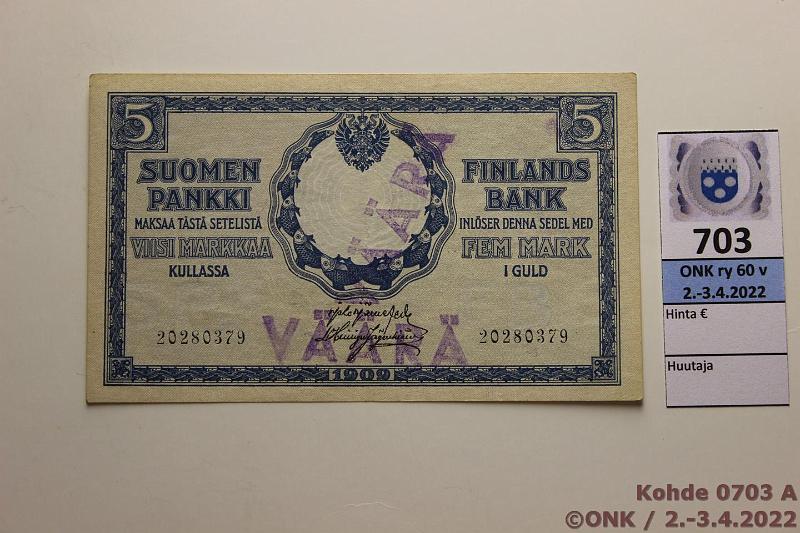 5 5
SUOMEN
PANKKI
MAKSAA TÄSTÄ SETELISTÄ
VIISI MARKKAA
KULLASSA
FINLANDS
BANK
INLÖSER DENNA SEDEL MED
FEM MARK
I GULD
VÄÄRÄ
20280379 20280379
VÄÄRÄ
1909
703
ONK ry 60 v
2.-3.4.2022
Hinta €
Huutaja
Kohde 0703 A
©ONK / 2.-3.4.2022